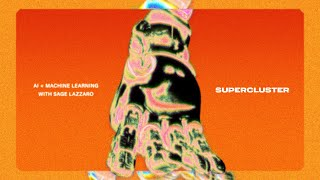 AI + MACHINE LEARNING
WITH SAGE LAZZARO
SUPERCLUSTER